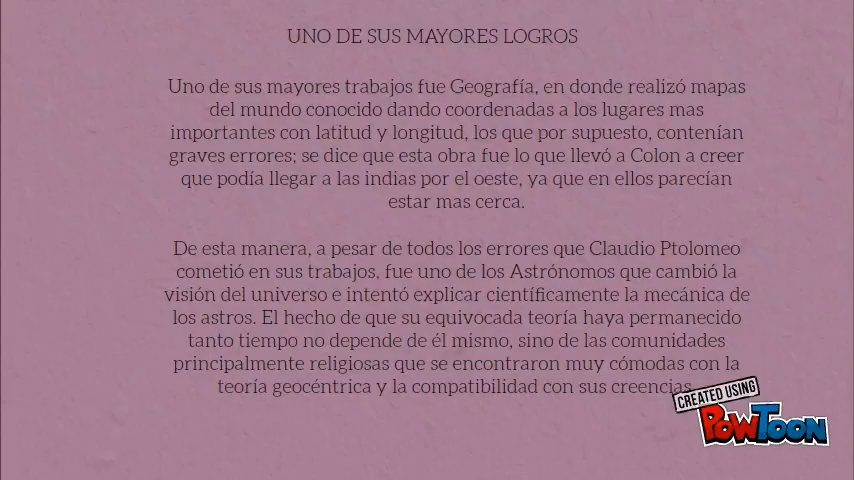 UNO DE SUS MAYORES LOGROS
Uno de sus mayores trabajos fue Geografía, en donde realizó mapas
del mundo conocido dando coordenadas a los lugares mas
importantes con latitud y longitud, los que por supuesto, contenían
graves errores; se dice que esta obra fue lo que llevó a Colon a creer
que podía llegar a las indias por el oeste, ya que en ellos parecían
estar mas cerca.
De esta manera, a pesar de todos los errores que Claudio Ptolomeo
cometió en sus trabajos, fue uno de los Astrónomos que cambió la
visión del universo e intentó explicar científicamente la mecánica de
los astros. El hecho de que su equivocada teoría haya permanecido
tanto tiempo no depende de él mismo, sino de las comunidades
principalmente religiosas que se encontraron muy cómodas con la
teoría geocéntrica y la compatibilidad con sus creencias
CREATED USING
POWTOON